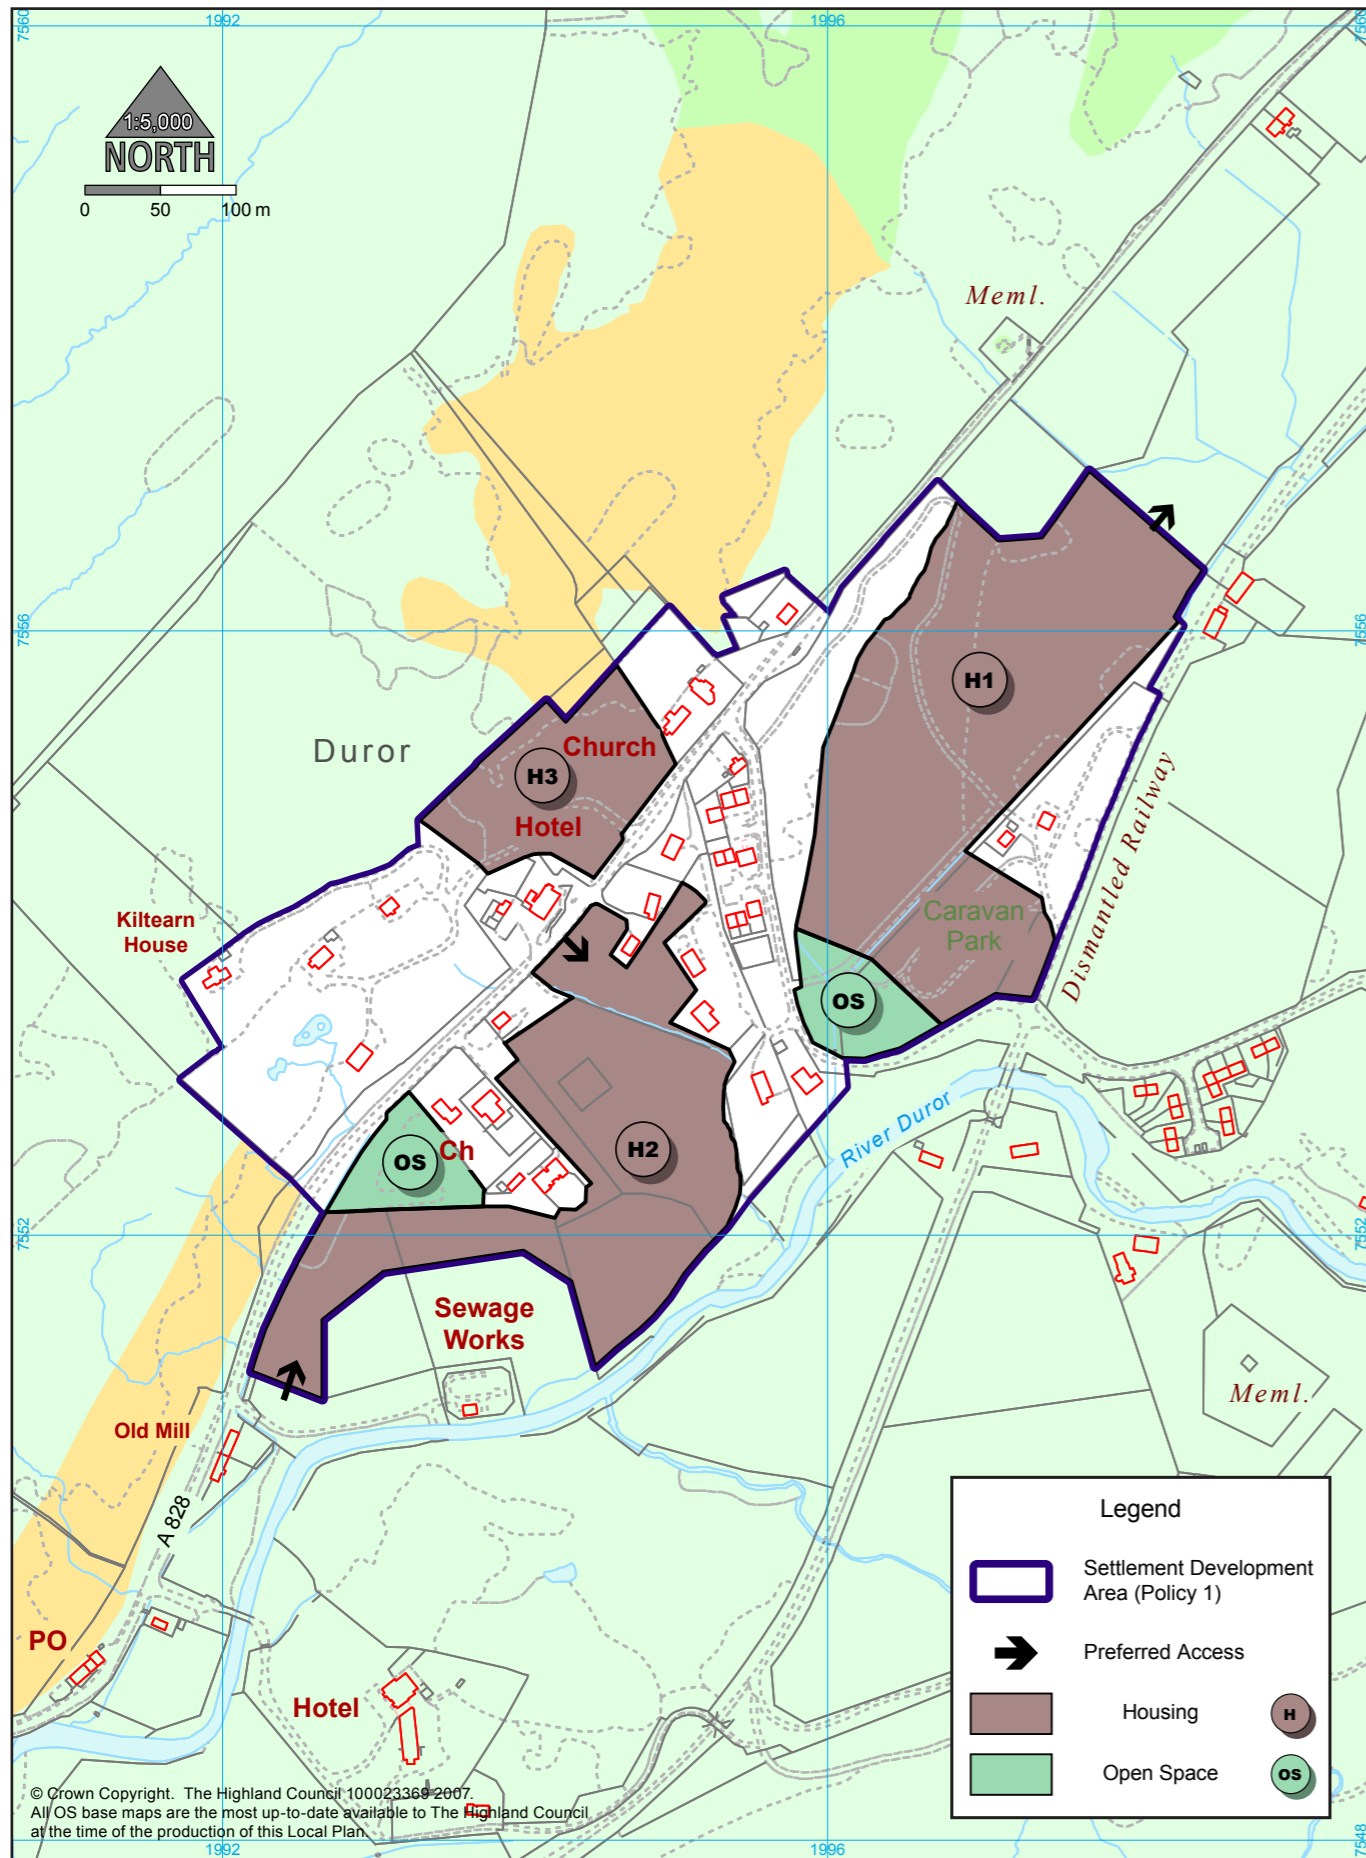 1992
1996
7560
7560
1:5,000
NORTH
0 50 100 m
Meml.
7556
7556
H1
Duror
Church
H3
Hotel
Dismantled Railway
Kiltearn
House
Caravan
Park
OS
River Duror
H2
OS
Ch
7552
7552
Sewage
Works
Meml.
Old Mill
A 828
PO
Hotel
Legend
Settlement Development
Area (Policy 1)
Preferred Access
Housing
H
Open Space
OS
© Crown Copyright. The Highland Council 100023369 2007.
All OS base maps are the most up-to-date available to The Highland Council
at the time of the production of this Local Plan.
1992
1996
7548